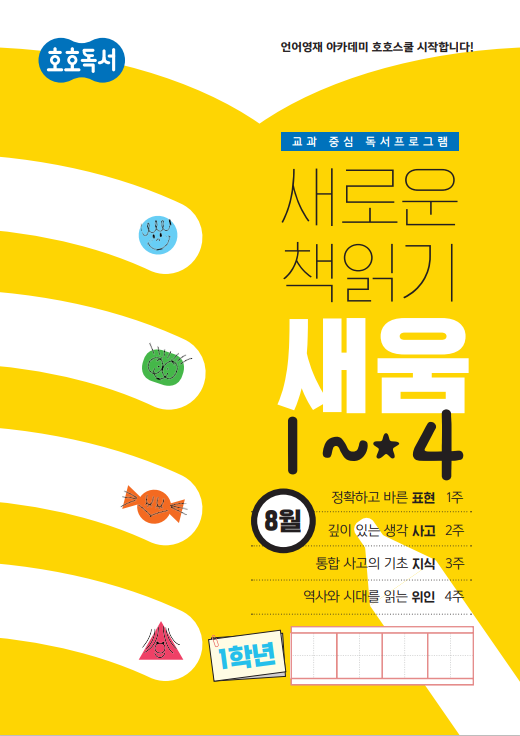 호호독서
언어영재 아카데미 호호스쿨 시작합니다!
교과 중심 독서프로그램
새로운
책읽기
새움
1~★4
8월
정확하고 바른 표현 1주
깊이 있는 생각 사고 2주
통합 사고의 기초 지식 3주
역사와 시대를 읽는 위인 4주
1학년